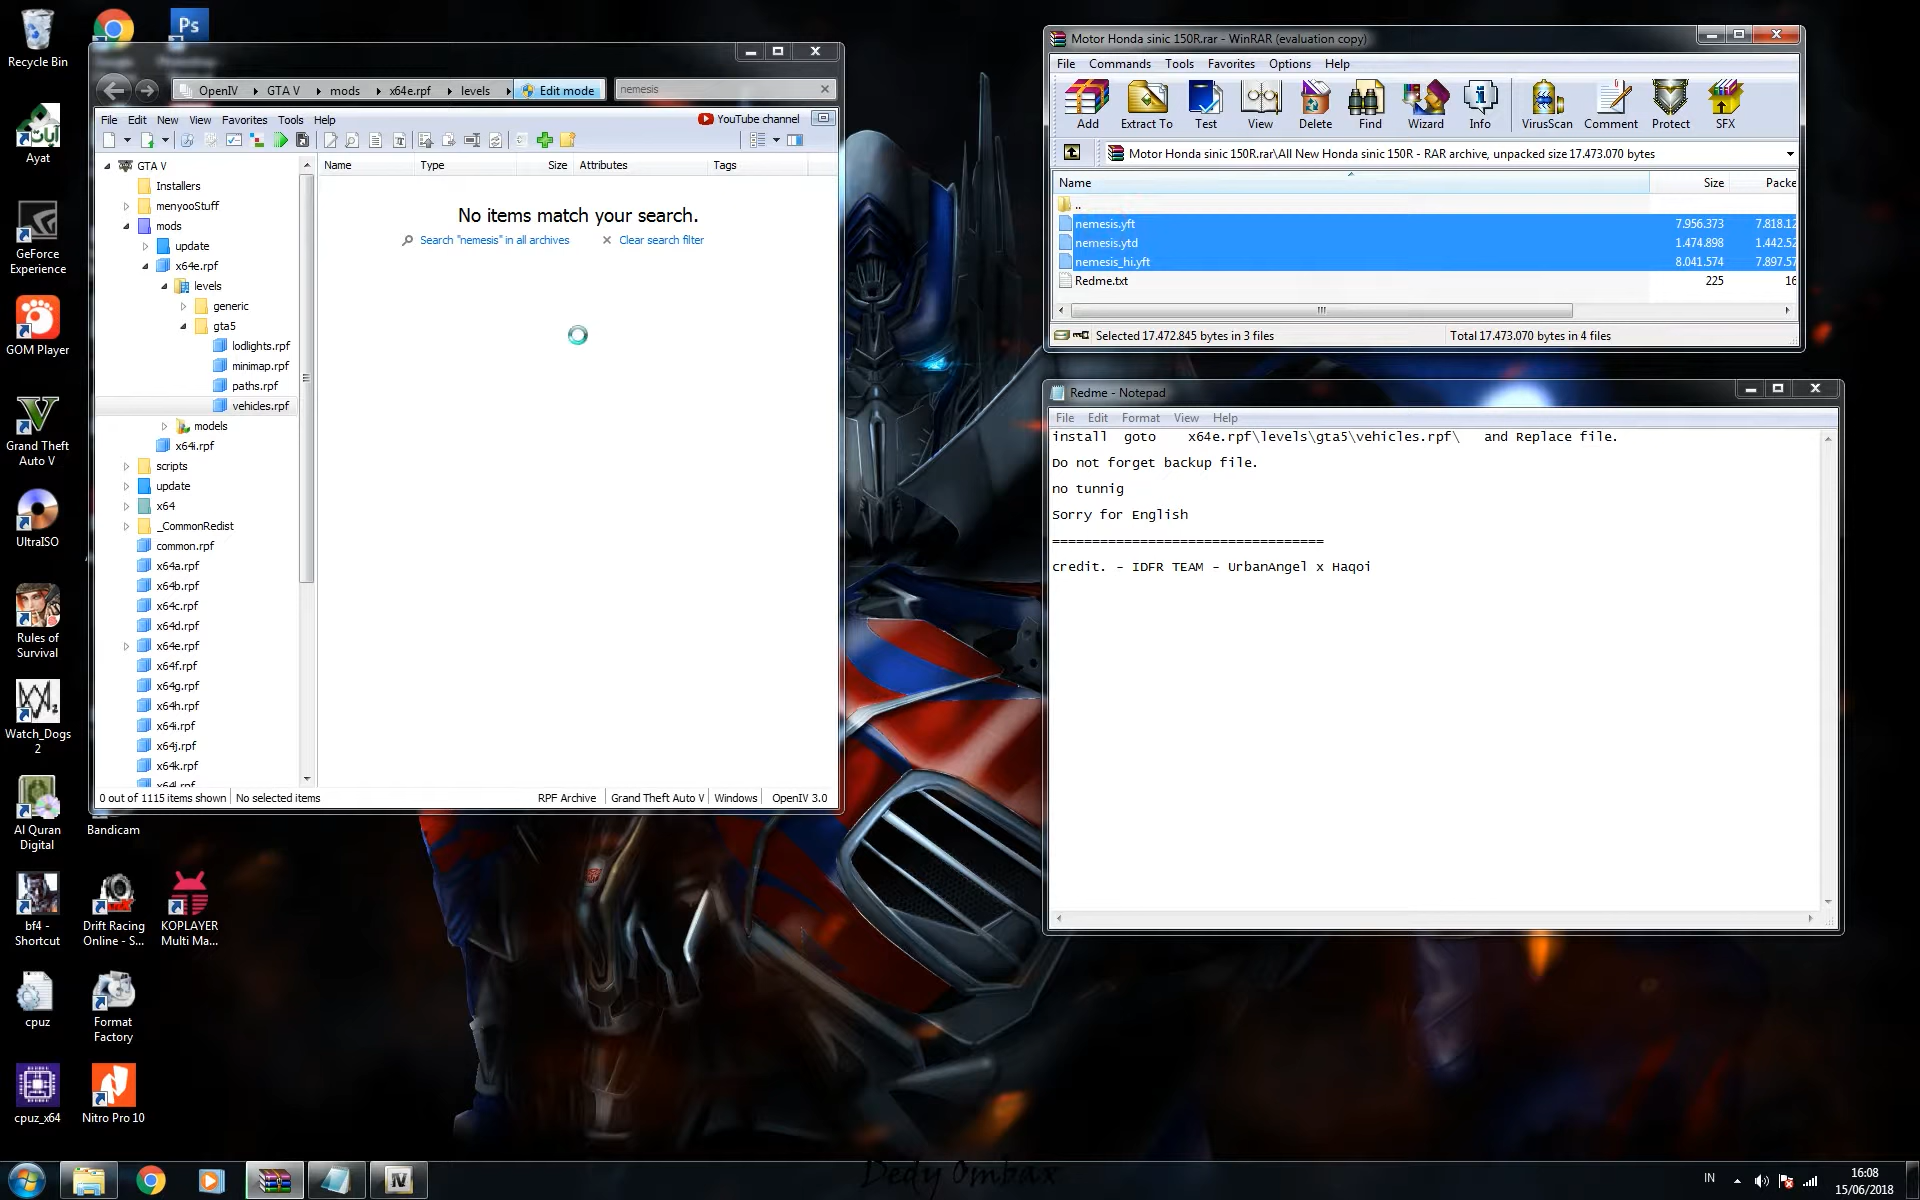 Recycle Bin
Ayat
GeForce Experience
GOM Player
Grand Theft Auto V
UltraISO
Rules of Survival
Watch_Dogs 2
Al Quran Digital
Bandicam
bf4 - Shortcut
Drift Racing Online - S...
KOPLAYER Multi Ma...
cpuz
Format Factory
cpuz_x64
Nitro Pro 10
Ps
OpenIV
GTA V
mods
x64e.rpf
levels
Edit mode
nemesis
File Edit New View Favorites Tools Help
YouTube channel
GTA V
Installers
menyooStuff
mods
update
x64e.rpf
levels
generic
gta5
lodlights.rpf
minimap.rpf
paths.rpf
vehicles.rpf
models
x64i.rpf
scripts
update
x64
_CommonRedist
common.rpf
x64a.rpf
x64b.rpf
x64c.rpf
x64d.rpf
x64e.rpf
x64f.rpf
x64g.rpf
x64h.rpf
x64i.rpf
x64j.rpf
x64k.rpf
Name Type Size Attributes Tags
No items match your search.
Search "nemesis" in all archives
Clear search filter
0 out of 1115 items shown
No selected items
RPF Archive
Grand Theft Auto V
Windows
OpenIV 3.0
Motor Honda sinic 150R.rar - WinRAR (evaluation copy)
File Commands Tools Favorites Options Help
Add
Extract To
Test
View
Delete
Find
Wizard
Info
VirusScan
Comment
Protect
SFX
Motor Honda sinic 150R.rar\All New Honda sinic 150R - RAR archive, unpacked size 17.473.070 bytes
Name Size Packe
..
nemesis.yft 7.956.373 7.818.12
nemesis.ytd 1.474.898 1.442.52
nemesis_hi.yft 8.041.574 7.897.57
Redme.txt 225 16
Selected 17.472.845 bytes in 3 files
Total 17.473.070 bytes in 4 files
Redme - Notepad
File Edit Format View Help
install goto x64e.rpf\levels\gta5\vehicles.rpf\ and Replace file.
Do not forget backup file.
no tunnig
Sorry for English
==================================
credit. - IDFR TEAM - UrbanAngel x Haqoi
Dedy Ombax
IN
16:08
15/06/2018